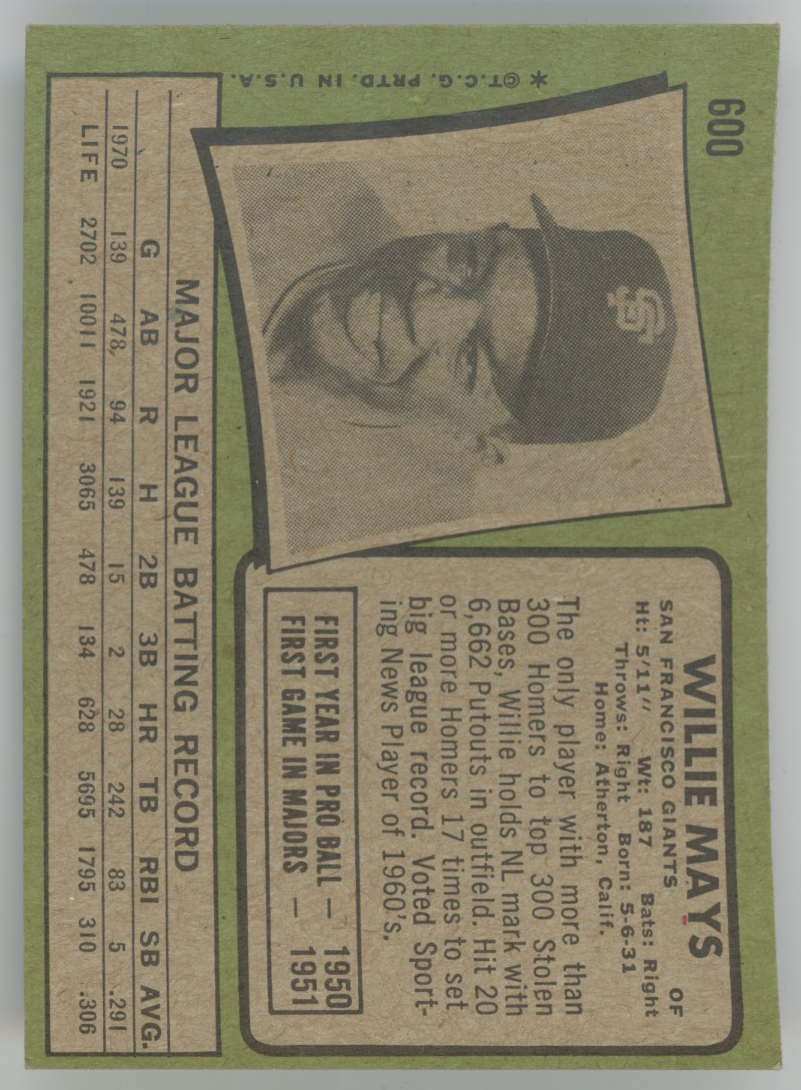 600
WILLIE MAYS
OF
SAN FRANCISCO GIANTS
Ht: 5'11" Wt: 187 Bats: Right
Throws: Right Born: 5-6-31
Home: Atherton, Calif.
The only player with more than
300 Homers to top 300 Stolen
Bases, Willie holds NL mark with
6,662 Putouts in outfield. Hit 20
or more Homers 17 times to set
big league record. Voted Sport-
ing News Player of 1960's.
FIRST YEAR IN PRO BALL — 1950
FIRST GAME IN MAJORS — 1951
SF
MAJOR LEAGUE BATTING RECORD
G AB R H 2B 3B HR TB RBI SB AVG.
1970 139 478 94 139 15 2 28 242 83 5 .291
LIFE 2702 10011 1921 3065 478 134 628 5695 1795 310 .306
*©T.C.G. PRTD. IN U.S.A.